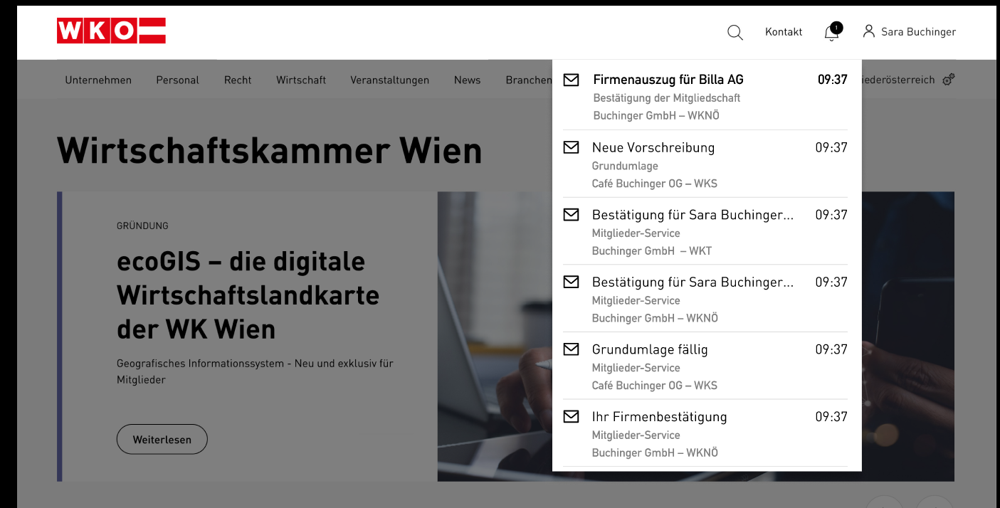 WKO
Kontakt
1
Sara Buchinger
Unternehmen Personal Recht Wirtschaft Veranstaltungen News Branchen
iederösterreich
Firmenauszug für Billa AG 09:37
Bestätigung der Mitgliedschaft
Buchinger GmbH – WKNÖ
Neue Vorschreibung 09:37
Grundumlage
Café Buchinger OG – WKS
Bestätigung für Sara Buchinger... 09:37
Mitglieder-Service
Buchinger GmbH – WKT
Bestätigung für Sara Buchinger... 09:37
Mitglieder-Service
Buchinger GmbH – WKNÖ
Grundumlage fällig 09:37
Mitglieder-Service
Café Buchinger OG – WKS
Ihr Firmenbestätigung 09:37
Mitglieder-Service
Buchinger GmbH – WKNÖ
Wirtschaftskammer Wien
GRÜNDUNG
ecoGIS – die digitale
Wirtschaftslandkarte
der WK Wien
Geografisches Informationssystem - Neu und exklusiv für
Mitglieder
Weiterlesen